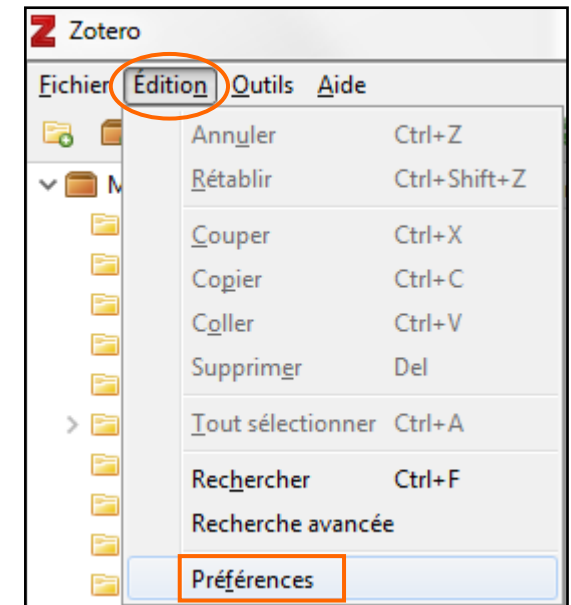 Z Zotero
Fichier Édition Outils Aide
Annuler Ctrl+Z
Rétablir Ctrl+Shift+Z
M
Couper Ctrl+X
Copier Ctrl+C
Coller Ctrl+V
Supprimer Del
Tout sélectionner Ctrl+A
Rechercher Ctrl+F
Recherche avancée
Préférences